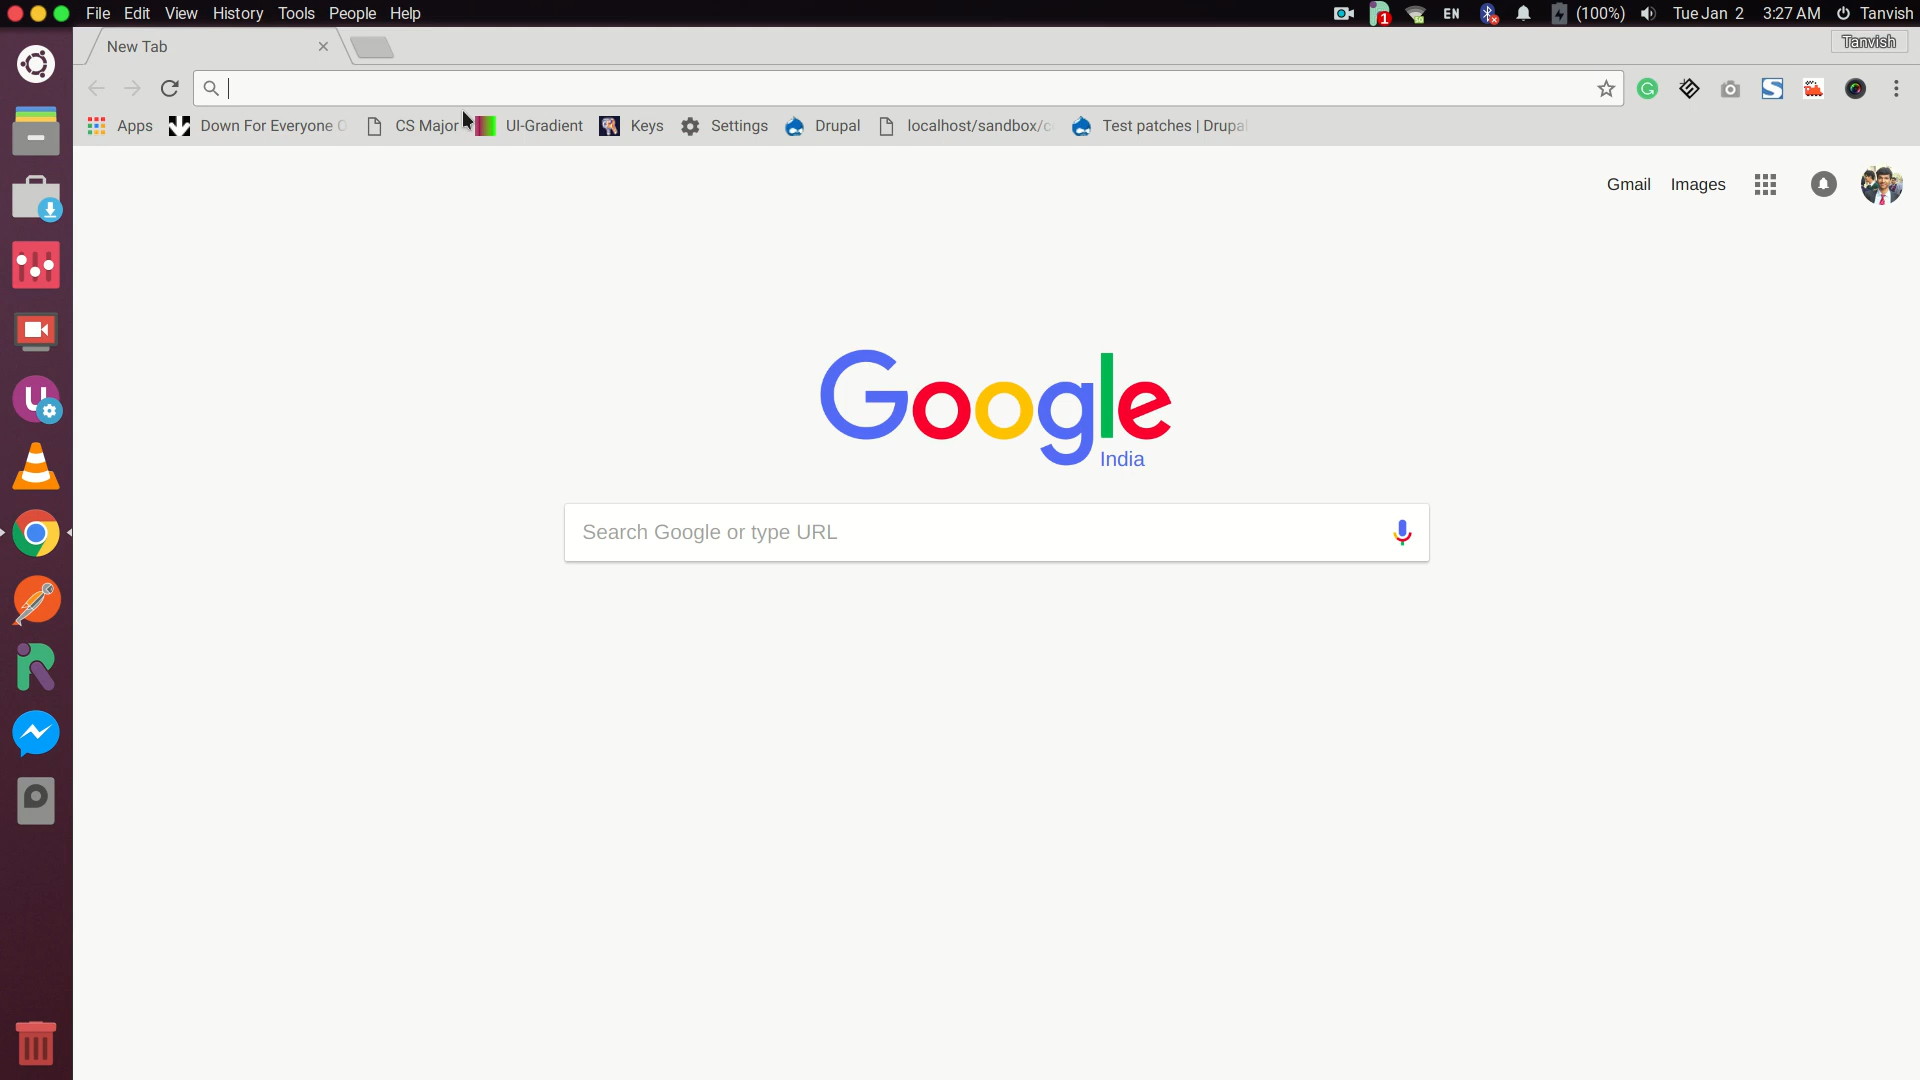 File Edit View History Tools People Help
1 EN (100%) Tue Jan 2 3:27 AM Tanvish
New Tab
Tanvish
Apps Down For Everyone CS Major UI-Gradient Keys Settings Drupal localhost/sandbox/c Test patches | Drupal
Gmail Images
Google
India
Search Google or type URL